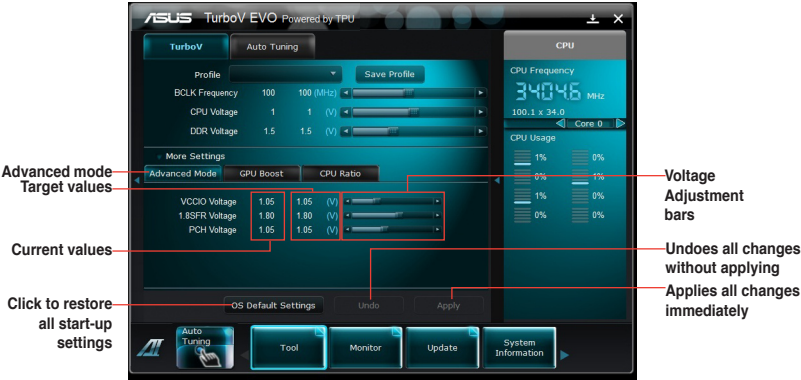 ASUS TurboV EVO Powered by TPU
TurboV
Auto Tuning
Profile
Save Profile
BCLK Frequency 100 100 (MHz)
CPU Voltage 1 1 (V)
DDR Voltage 1.5 1.5 (V)
More Settings
Advanced Mode
GPU Boost
CPU Ratio
VCCIO Voltage 1.05 1.05 (V)
1.8SFR Voltage 1.80 1.80 (V)
PCH Voltage 1.05 1.05 (V)
OS Default Settings
Undo
Apply
CPU
CPU Frequency
3404.6 MHz
100.1 x 34.0
Core 0
CPU Usage
1% 0%
0% 1%
1% 0%
0% 0%
Auto
Tuning
Tool
Monitor
Update
System
Information
Advanced mode
Target values
Current values
Click to restore
all start-up
settings
Voltage
Adjustment
bars
Undoes all changes
without applying
Applies all changes
immediately